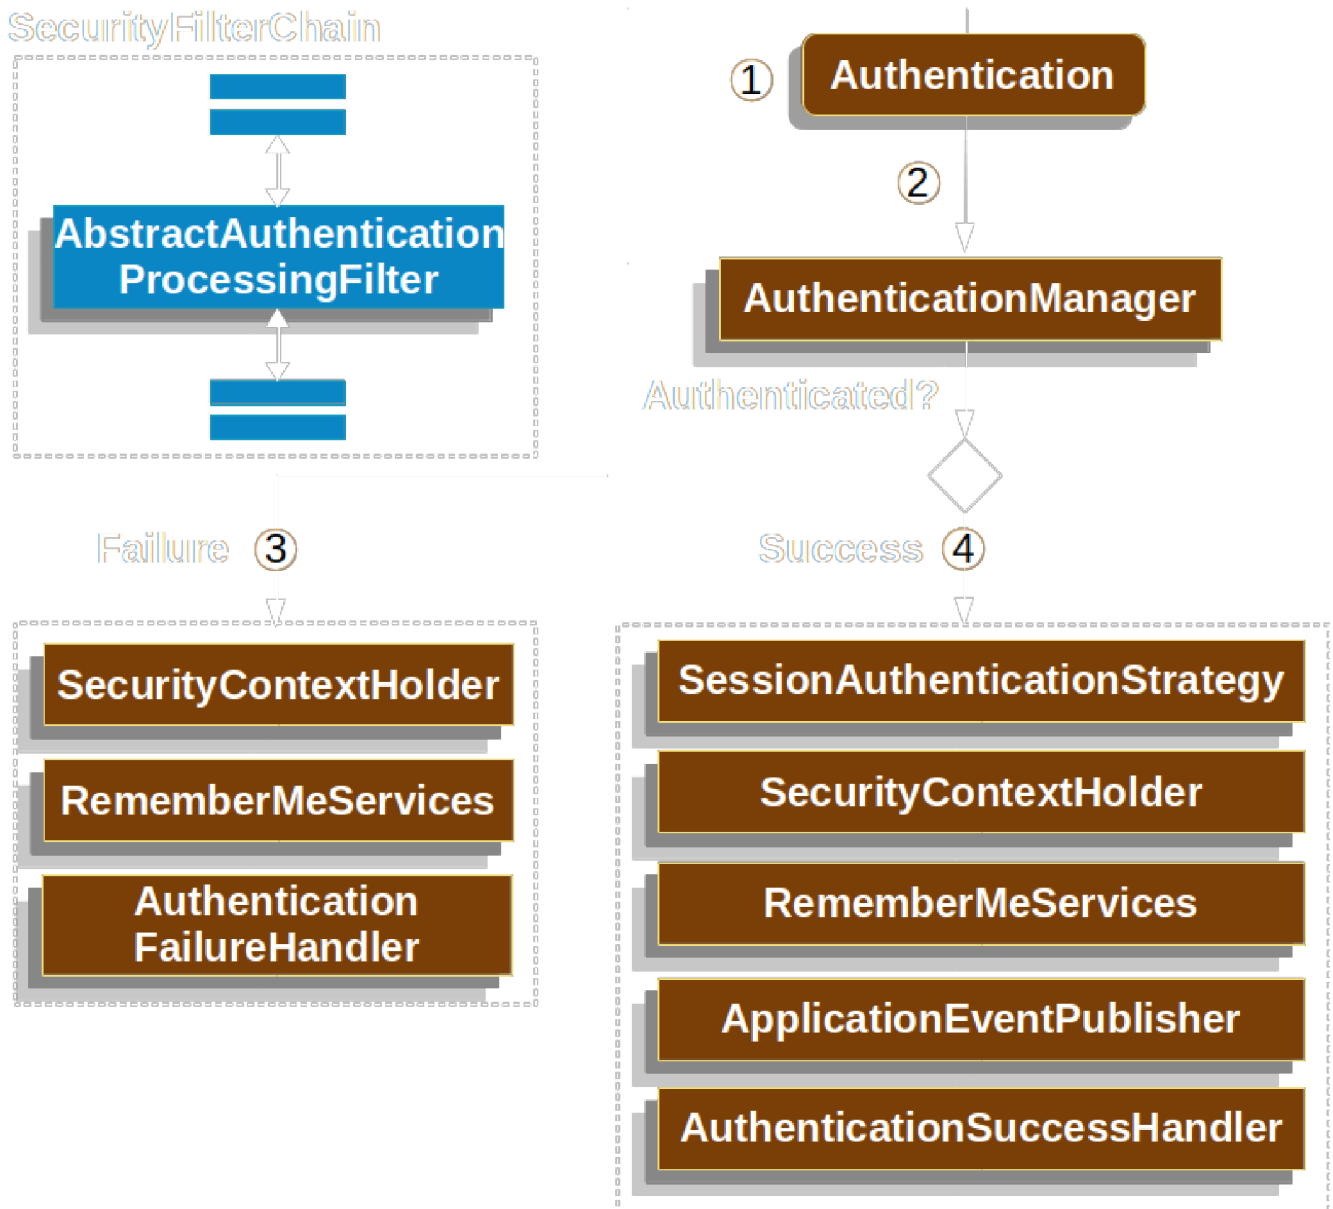 SecurityFilterChain
AbstractAuthentication
ProcessingFilter
1
Authentication
2
AuthenticationManager
Authenticated?
Failure
3
Success
4
SecurityContextHolder
RememberMeServices
Authentication
FailureHandler
SessionAuthenticationStrategy
SecurityContextHolder
RememberMeServices
ApplicationEventPublisher
AuthenticationSuccessHandler